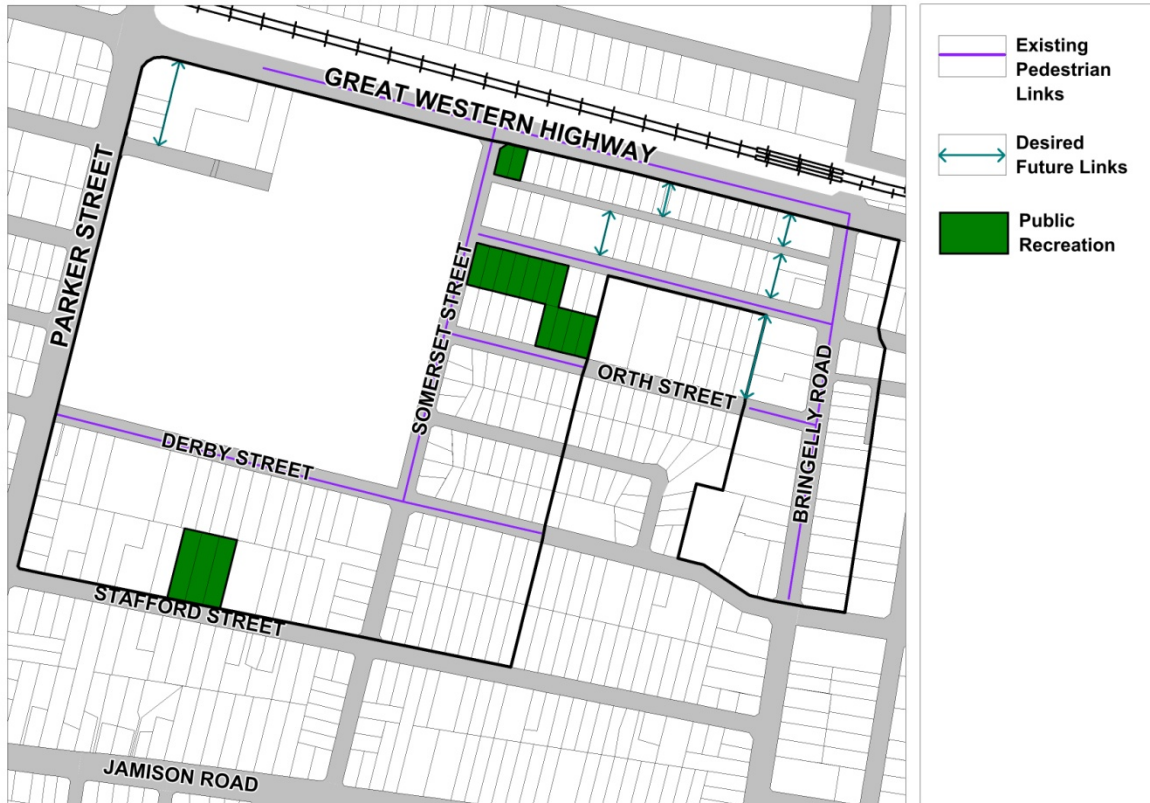 GREAT WESTERN HIGHWAY
PARKER STREET
SOMERSET STREET
ORTH STREET
BRINGELLY ROAD
DERBY STREET
STAFFORD STREET
JAMISON ROAD
Existing
Pedestrian
Links
Desired
Future Links
Public
Recreation